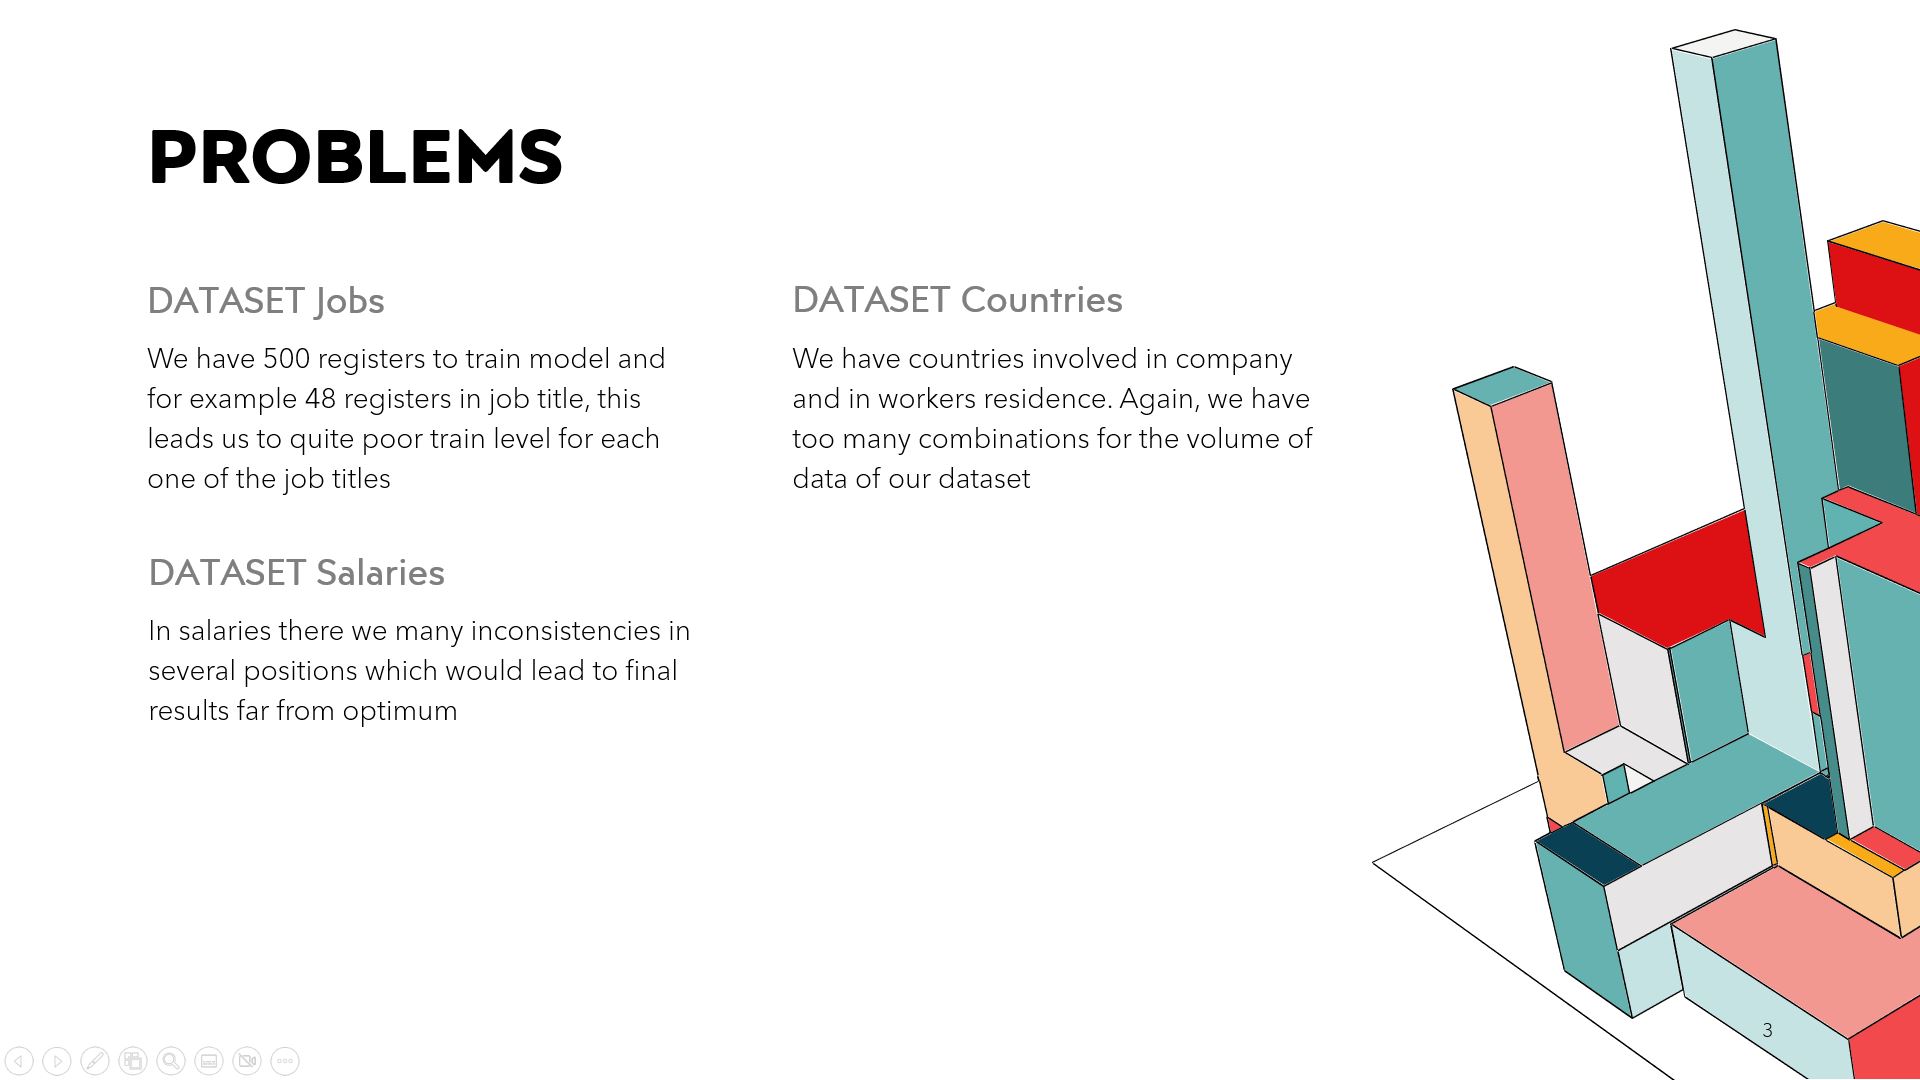 PROBLEMS
DATASET Jobs
We have 500 registers to train model and
for example 48 registers in job title, this
leads us to quite poor train level for each
one of the job titles
DATASET Salaries
In salaries there we many inconsistencies in
several positions which would lead to final
results far from optimum
DATASET Countries
We have countries involved in company
and in workers residence. Again, we have
too many combinations for the volume of
data of our dataset
3